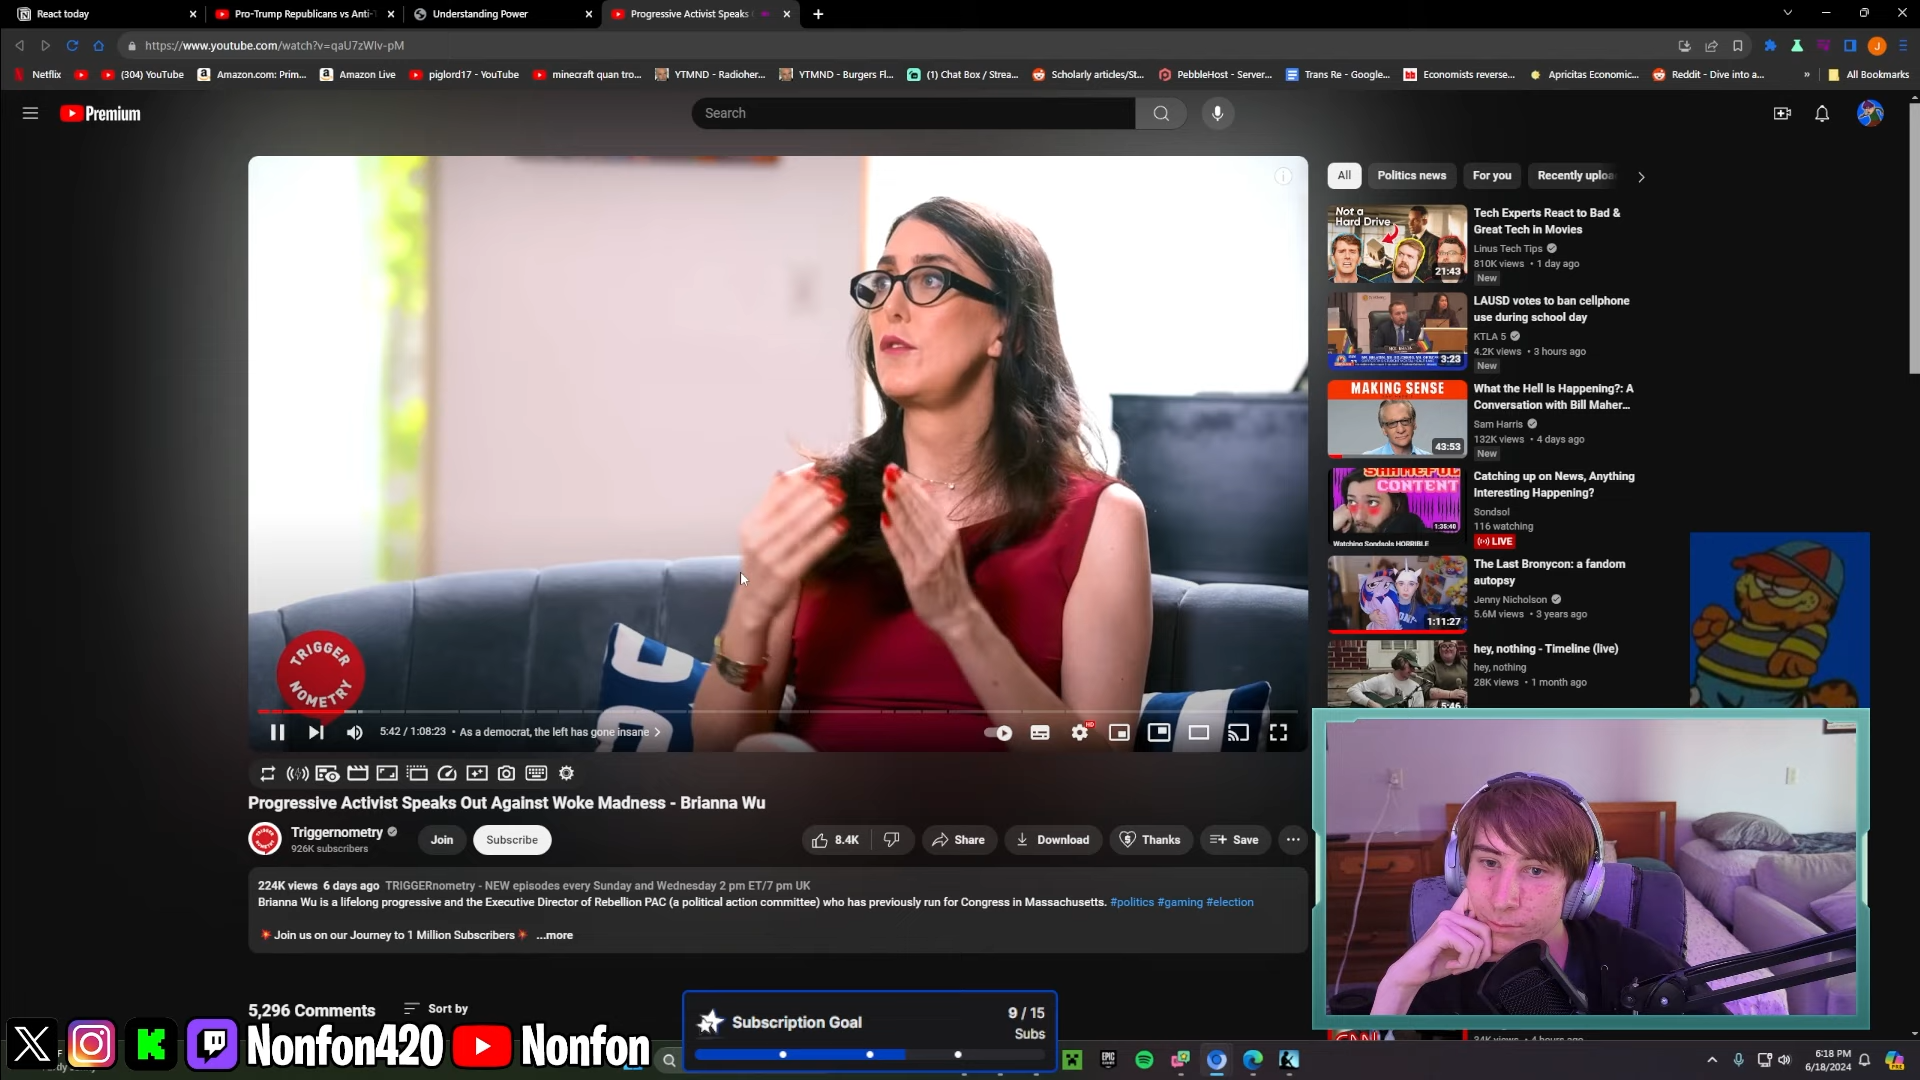 React today
Pro-Trump Republicans vs Anti-T
Understanding Power
Progressive Activist Speaks
https://www.youtube.com/watch?v=qaU7zWlv-pM
Netflix
(304) YouTube
Amazon.com: Prim...
Amazon Live
piglord17 - YouTube
minecraft quan tro...
YTMND - Radioher...
YTMND - Burgers Fl...
(1) Chat Box / Strea...
Scholarly articles/St...
PebbleHost - Server...
Trans Re - Google...
Economists reverse...
Apricitas Economic...
Reddit - Dive into a...
» All Bookmarks
Premium
Search
All
Politics news
For you
Recently uploa
Not a
Hard Drive
21:43
Tech Experts React to Bad &
Great Tech in Movies
Linus Tech Tips
810K views • 1 day ago
New
3:23
LAUSD votes to ban cellphone
use during school day
KTLA 5
4.2K views • 3 hours ago
New
MAKING SENSE
43:53
What the Hell Is Happening?: A
Conversation with Bill Maher...
Sam Harris
132K views • 4 days ago
New
SHAMEFUL
CONTENT
1:35:40
Watching Sondsols HORRIBLE
Catching up on News, Anything
Interesting Happening?
Sondsol
116 watching
LIVE
1:11:27
The Last Bronycon: a fandom
autopsy
Jenny Nicholson
5.6M views • 3 years ago
5:46
hey, nothing - Timeline (live)
hey, nothing
28K views • 1 month ago
TRIGGER
NOMETRY
5:42 / 1:08:23 • As a democrat, the left has gone insane
HD
Progressive Activist Speaks Out Against Woke Madness - Brianna Wu
Triggernometry
926K subscribers
Join
Subscribe
8.4K
Share
Download
Thanks
Save
224K views 6 days ago TRIGGERnometry - NEW episodes every Sunday and Wednesday 2 pm ET/7 pm UK
Brianna Wu is a lifelong progressive and the Executive Director of Rebellion PAC (a political action committee) who has previously run for Congress in Massachusetts. #politics #gaming #election
Join us on our Journey to 1 Million Subscribers ...more
5,296 Comments
Sort by
Subscription Goal
9 / 15
Subs
Nonfon420
Nonfon
6:18 PM
6/18/2024